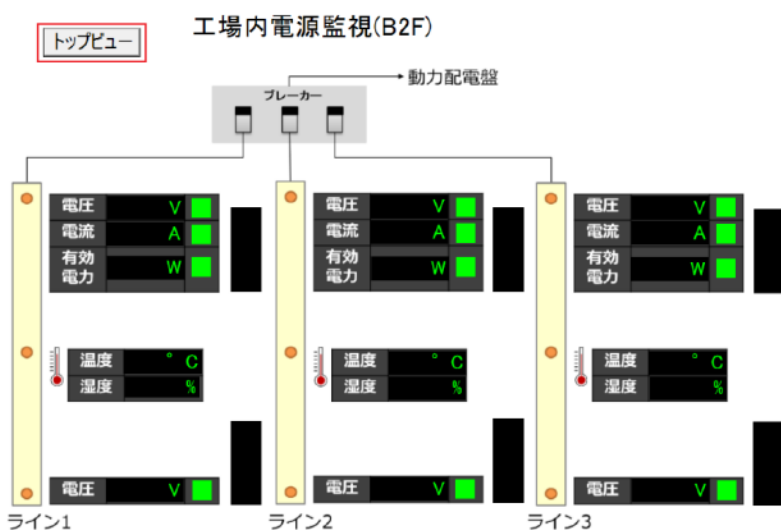 工場内電源監視(B2F)
トップビュー
動力配電盤
ブレーカー
電圧 V
電流 A
有効電力 W
温度 ° C
湿度 %
電圧 V
ライン1
電圧 V
電流 A
有効電力 W
温度 ° C
湿度 %
電圧 V
ライン2
電圧 V
電流 A
有効電力 W
温度 ° C
湿度 %
電圧 V
ライン3